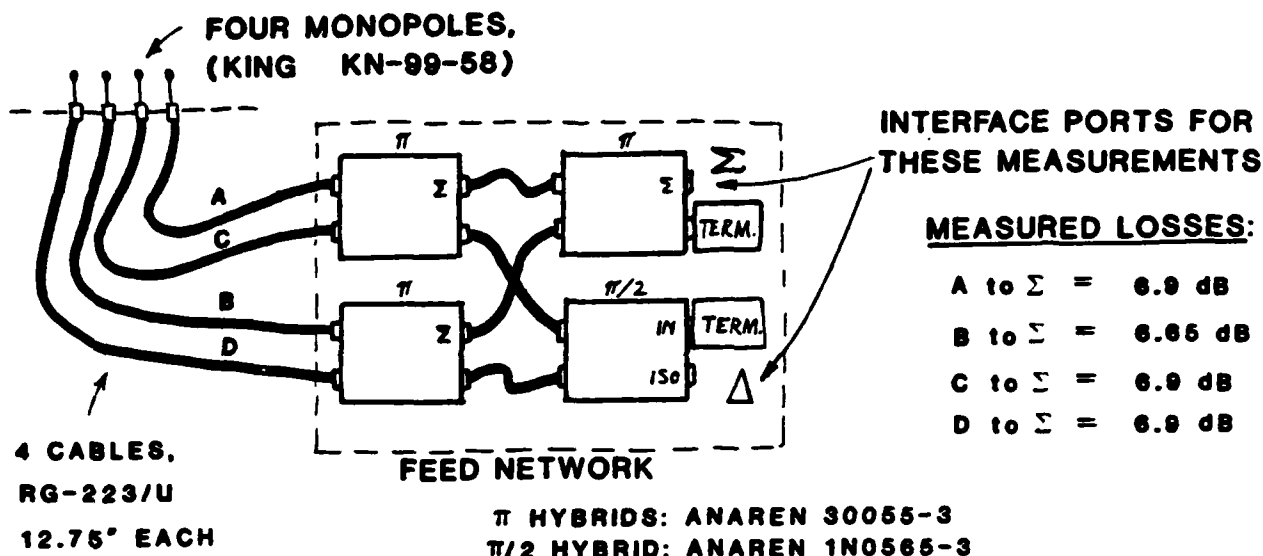 FOUR MONOPOLES,
(KING KN-99-58)
INTERFACE PORTS FOR
THESE MEASUREMENTS
π
π
Σ
Σ
Σ
TERM.
A
C
B
D
π
π/2
Σ
IN
TERM.
ISO
Δ
MEASURED LOSSES:
A to Σ = 6.9 dB
B to Σ = 6.65 dB
C to Σ = 6.9 dB
D to Σ = 6.9 dB
4 CABLES,
RG-223/U
12.75" EACH
FEED NETWORK
π HYBRIDS: ANAREN 30055-3
π/2 HYBRID: ANAREN 1N0565-3